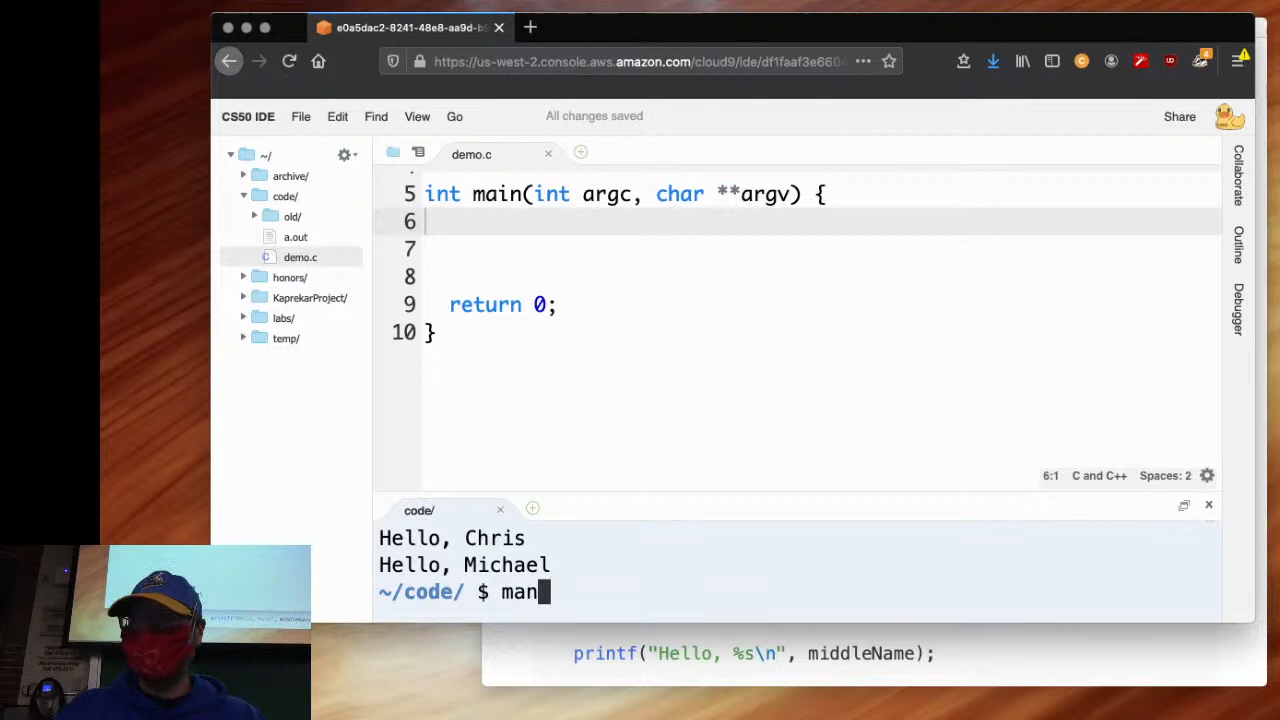 e0a5dac2-8241-48e8-aa9d-b
https://us-west-2.console.aws.amazon.com/cloud9/ide/df1faaf3e660
4
CS50 IDE File Edit View Go All changes saved Share
~/
archive/
code/
old/
a.out
demo.c
honors/
KaprekarProject/
labs/
temp/
demo.c
5 int main(int argc, char **argv) {
6
7
8
9 return 0;
10 }
6:1 C and C++ Spaces: 2
Collaborate
Outline
Debugger
code/
Hello, Chris
Hello, Michael
~/code/ $ man
printf("Hello, %s\n", middleName);